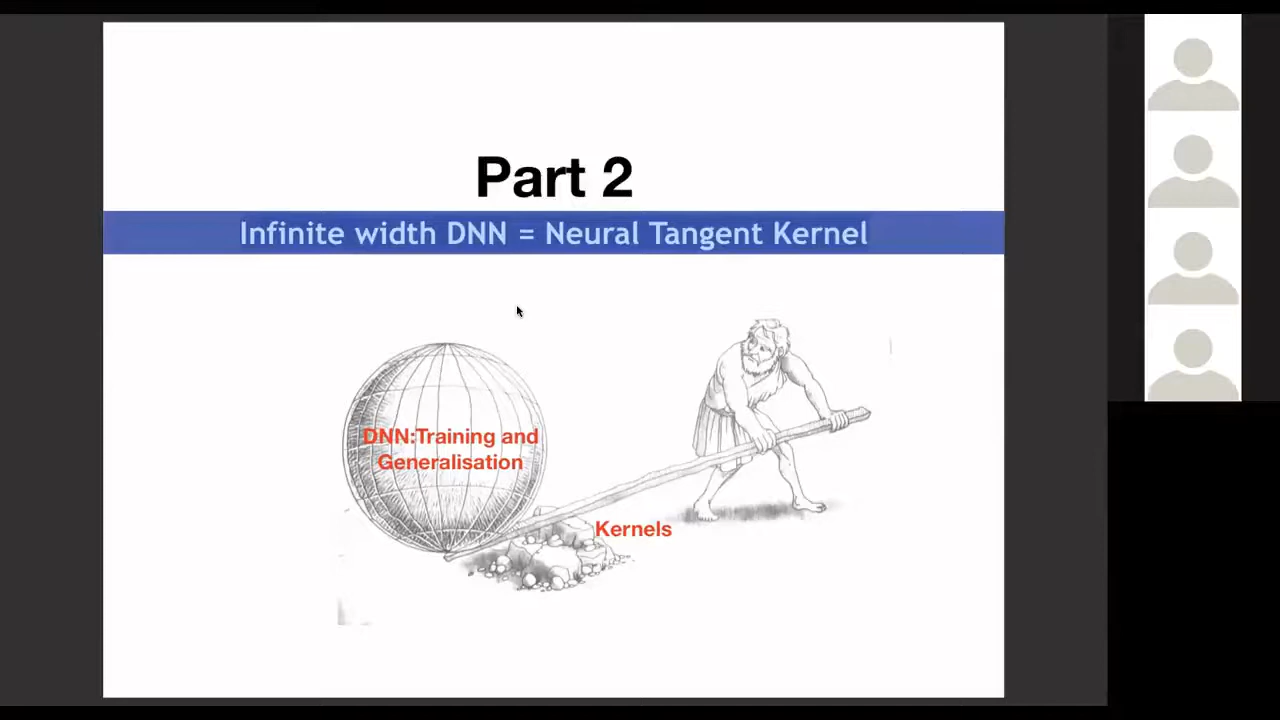 Part 2
Infinite width DNN = Neural Tangent Kernel
DNN:Training and
Generalisation
Kernels